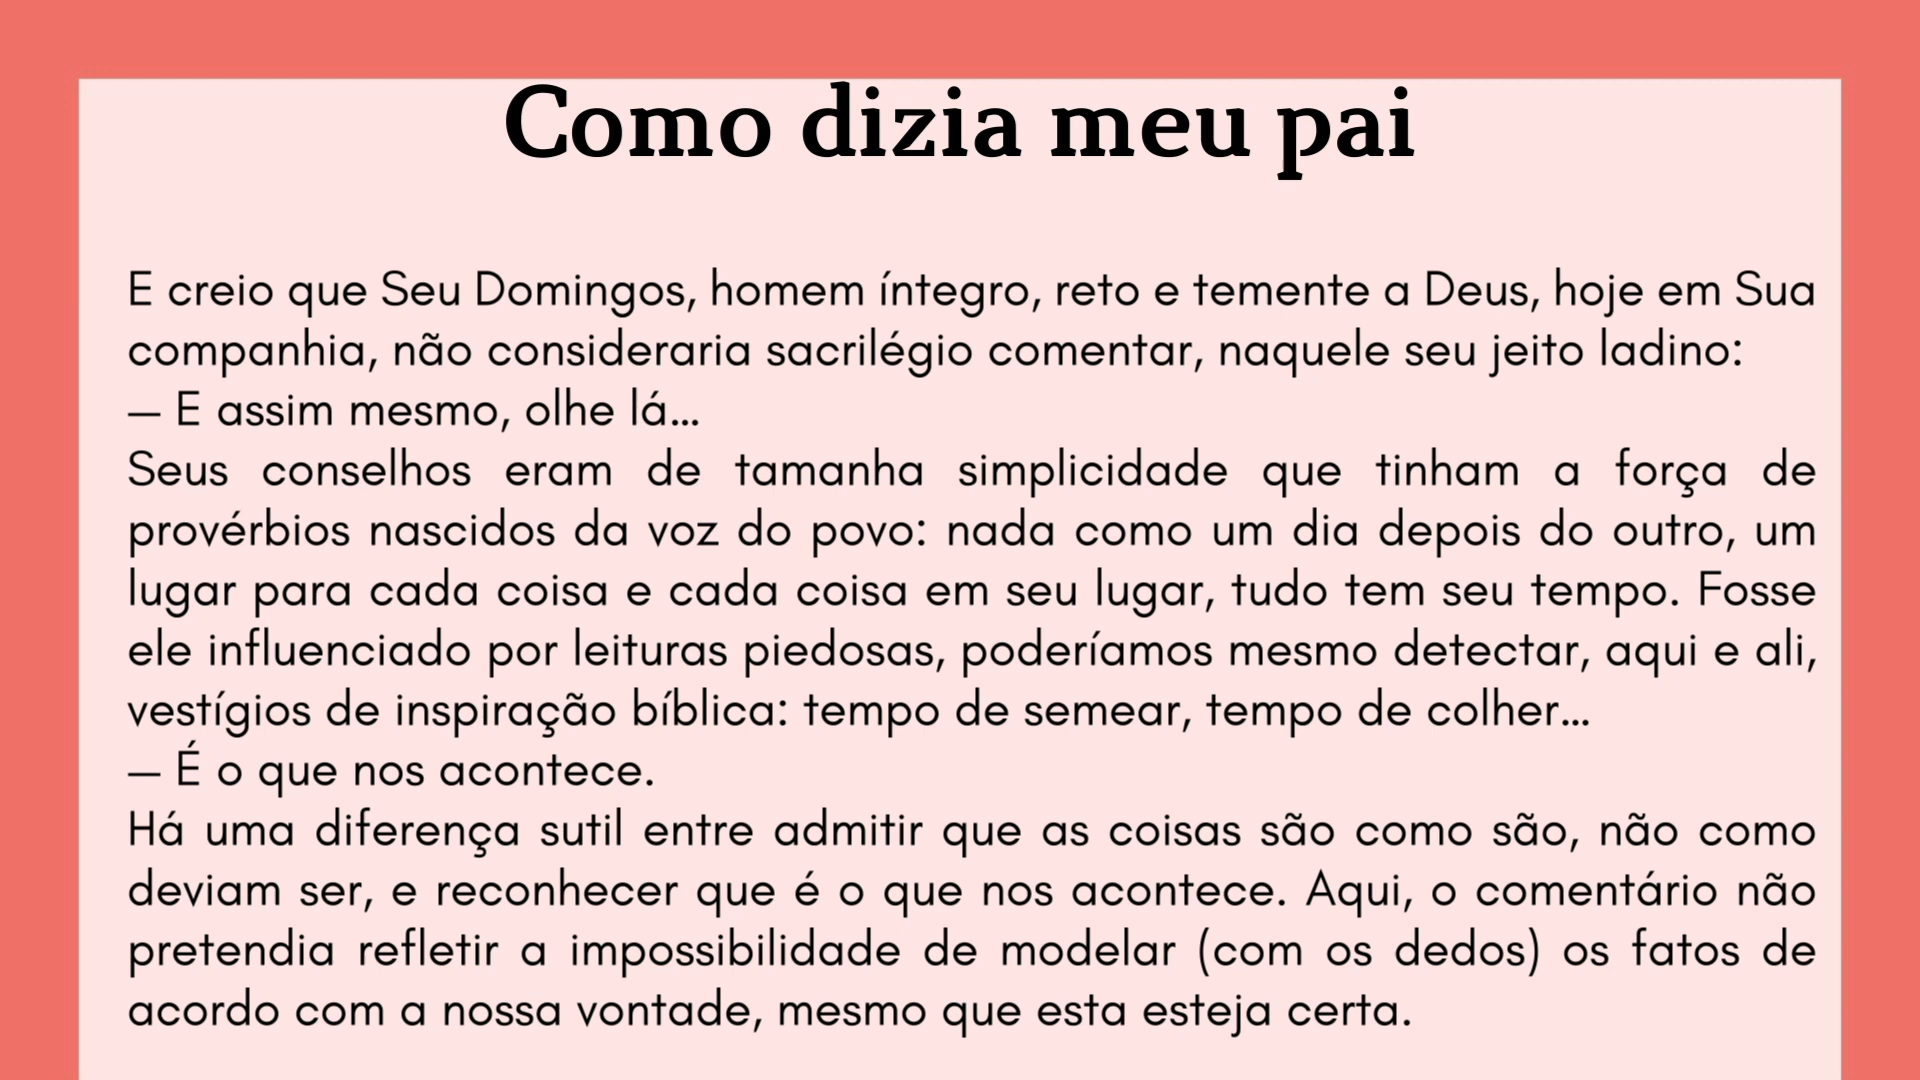 Como dizia meu pai
E creio que Seu Domingos, homem íntegro, reto e temente a Deus, hoje em Sua
companhia, não consideraria sacrilégio comentar, naquele seu jeito ladino:
— E assim mesmo, olhe lá...
Seus conselhos eram de tamanha simplicidade que tinham a força de
provérbios nascidos da voz do povo: nada como um dia depois do outro, um
lugar para cada coisa e cada coisa em seu lugar, tudo tem seu tempo. Fosse
ele influenciado por leituras piedosas, poderíamos mesmo detectar, aqui e ali,
vestígios de inspiração bíblica: tempo de semear, tempo de colher...
— É o que nos acontece.
Há uma diferença sutil entre admitir que as coisas são como são, não como
deviam ser, e reconhecer que é o que nos acontece. Aqui, o comentário não
pretendia refletir a impossibilidade de modelar (com os dedos) os fatos de
acordo com a nossa vontade, mesmo que esta esteja certa.